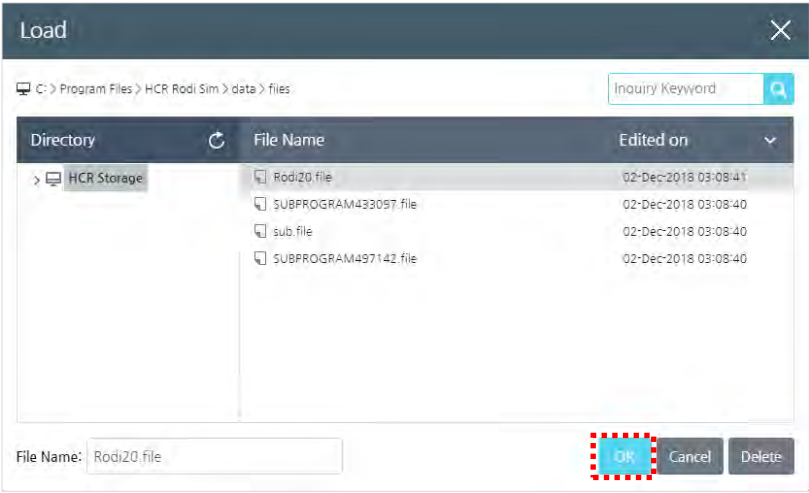 Load
C: > Program Files > HCR Rodi Sim > data > files
Inquiry Keyword
Directory File Name Edited on
> HCR Storage Rodi20.file 02-Dec-2018 03:08:41
SUBPROGRAM433097.file 02-Dec-2018 03:08:40
sub.file 02-Dec-2018 03:08:40
SUBPROGRAM497142.file 02-Dec-2018 03:08:40
File Name: Rodi20.file OK Cancel Delete